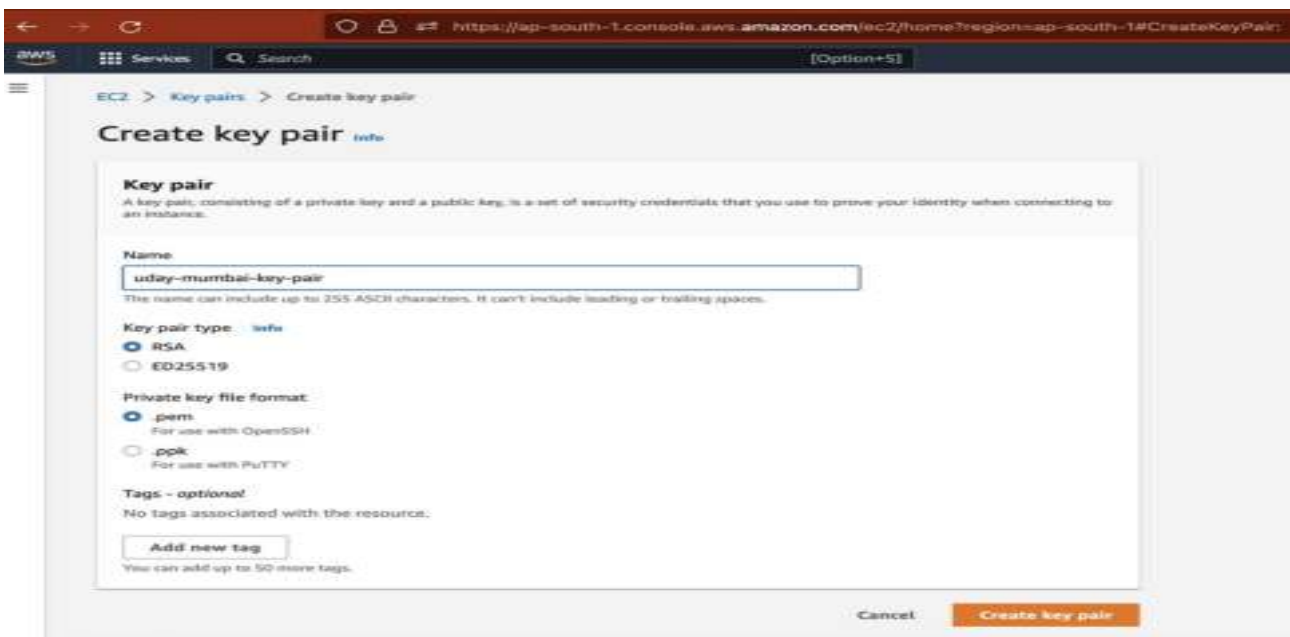 https://ap-south-1.console.aws.amazon.com/ec2/home?region=ap-south-1#CreateKeyPair:
aws Services Search [Option+S]
EC2 > Key pairs > Create key pair
Create key pair Info
Key pair
A key pair, consisting of a private key and a public key, is a set of security credentials that you use to prove your identity when connecting to
an instance.
Name
uday-mumbai-key-pair
The name can include up to 255 ASCII characters. It can't include leading or trailing spaces.
Key pair type Info
RSA
ED25519
Private key file format
.pem
For use with OpenSSH
.ppk
For use with PuTTY
Tags - optional
No tags associated with the resource.
Add new tag
You can add up to 50 more tags.
Cancel Create key pair